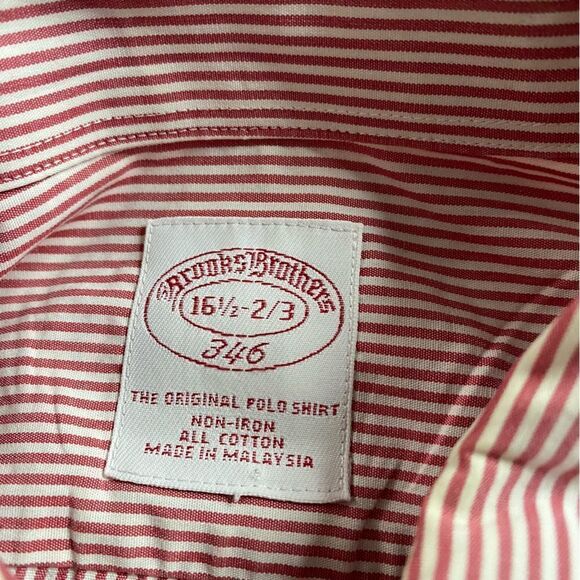 Brooks Brothers
16½-2/3
346
THE ORIGINAL POLO SHIRT
NON-IRON
ALL COTTON
MADE IN MALAYSIA